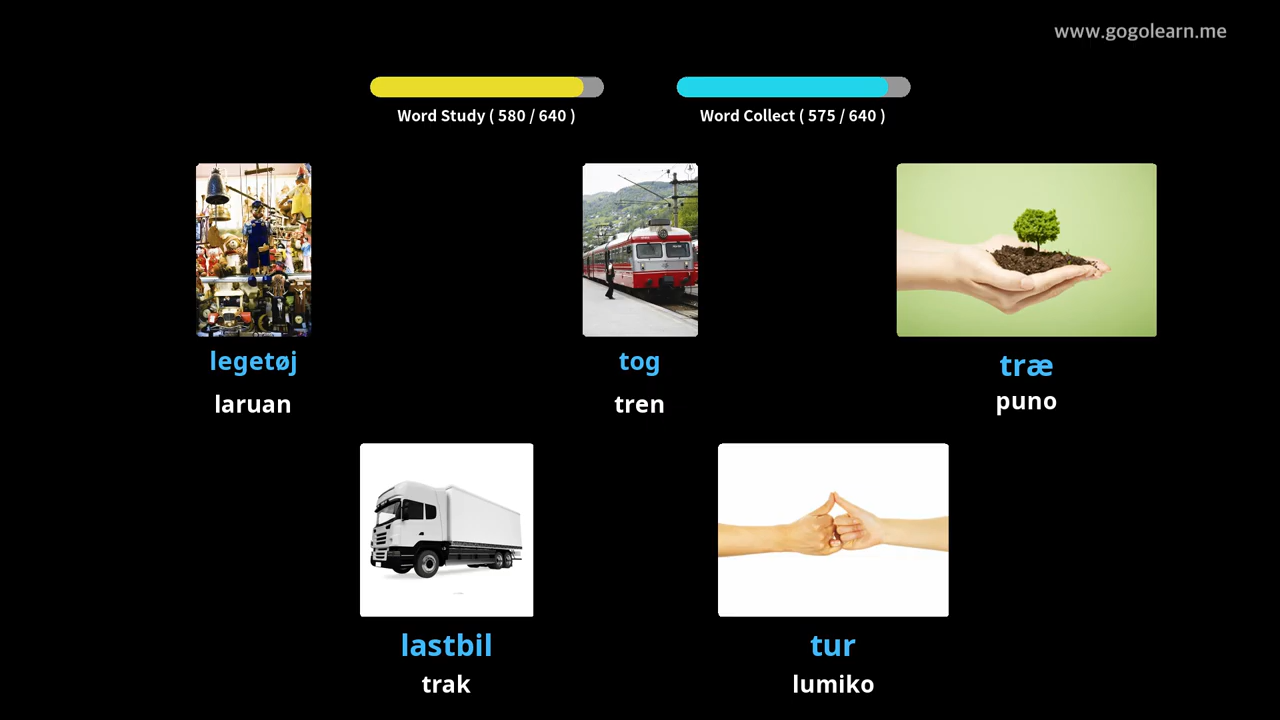 www.gogolearn.me
Word Study ( 580 / 640 )
Word Collect ( 575 / 640 )
legetøj
laruan
tog
tren
træ
puno
lastbil
trak
tur
lumiko